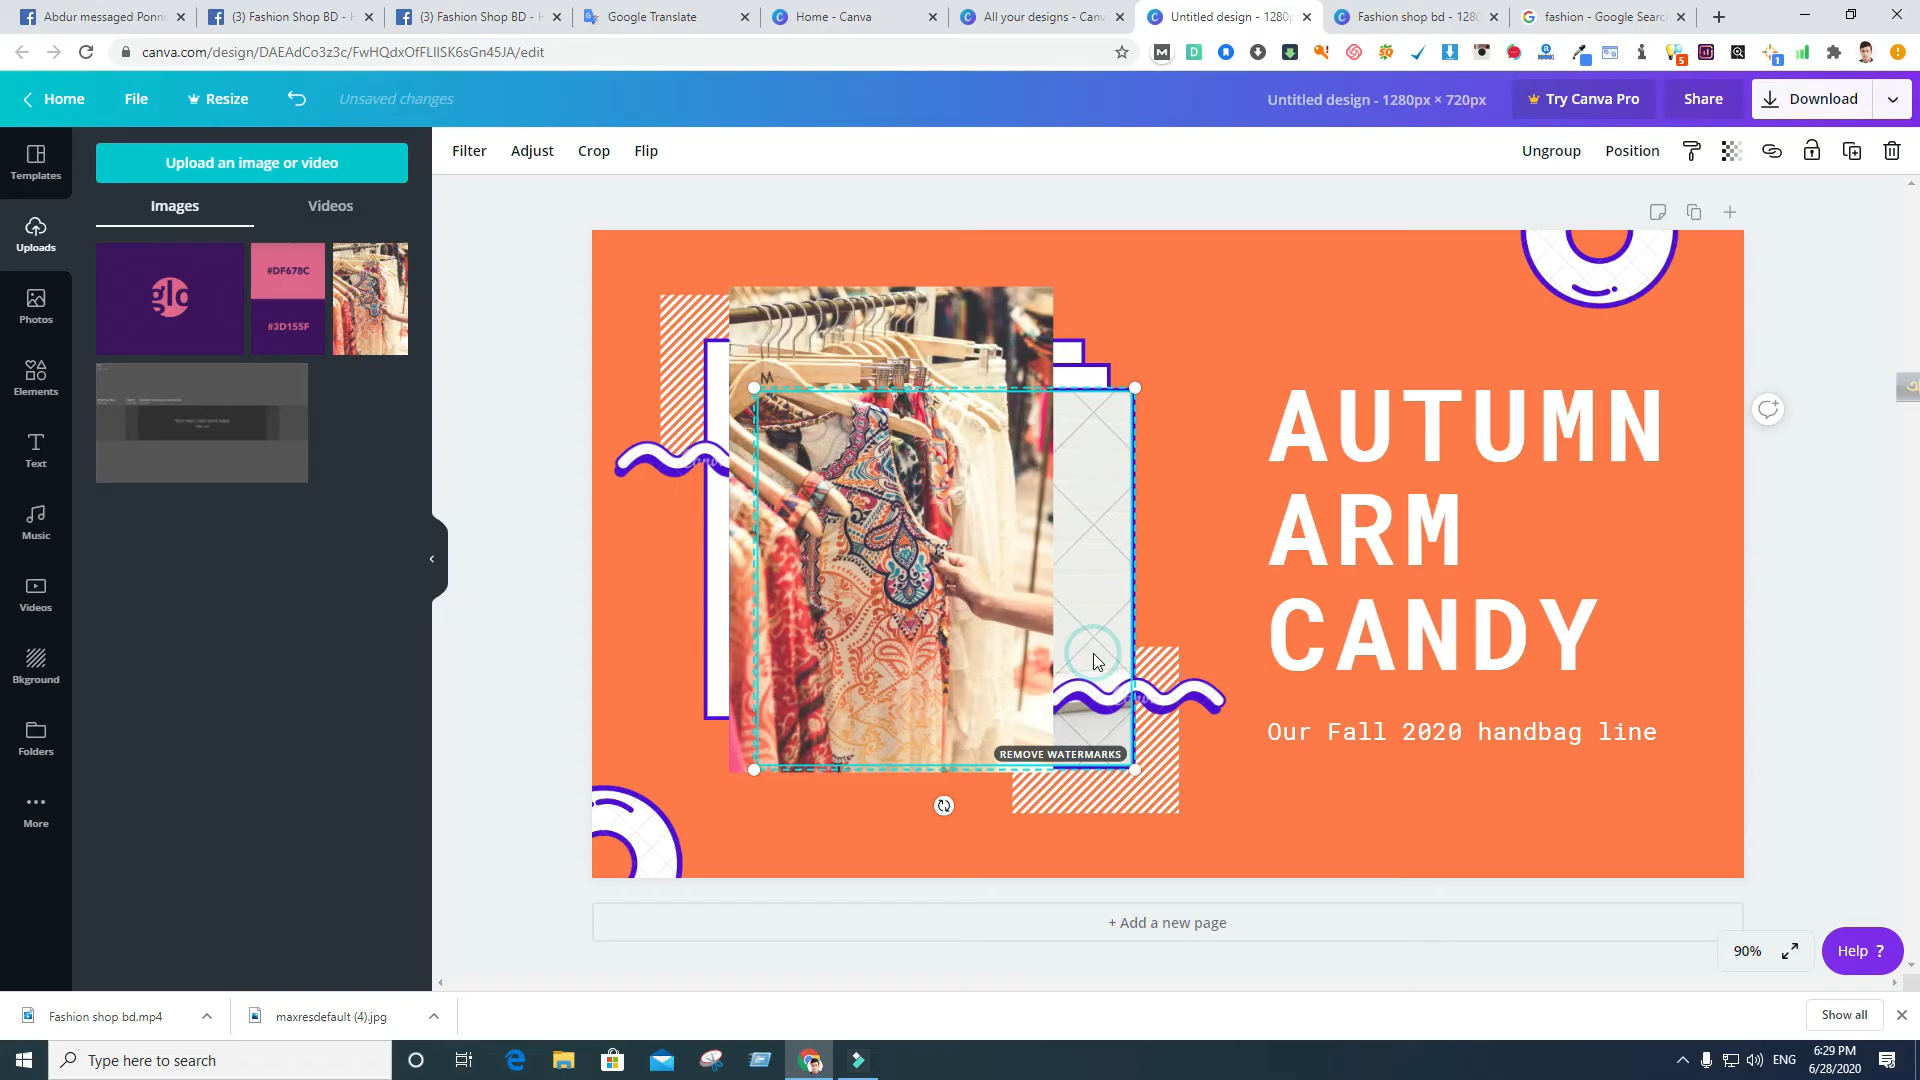 Abdur messaged Ponn
(3) Fashion Shop BD -
(3) Fashion Shop BD -
Google Translate
Home - Canva
All your designs - Canv
Untitled design - 1280p
Fashion shop bd - 128
fashion - Google Searc
canva.com/design/DAEAdCo3z3c/FwHQdxOfFLIlSK6sGn45JA/edit
Home
File
Resize
Unsaved changes
Untitled design - 1280px × 720px
Try Canva Pro
Share
Download
Templates
Uploads
Photos
Elements
Text
Music
Videos
Bkground
Folders
More
Upload an image or video
Images
Videos
glo
#DF678C
#3D155F
Filter
Adjust
Crop
Flip
Ungroup
Position
AUTUMN
ARM
CANDY
Our Fall 2020 handbag line
REMOVE WATERMARKS
+ Add a new page
90%
Help ?
Fashion shop bd.mp4
maxresdefault (4).jpg
Show all
Type here to search
ENG
6:29 PM
6/28/2020